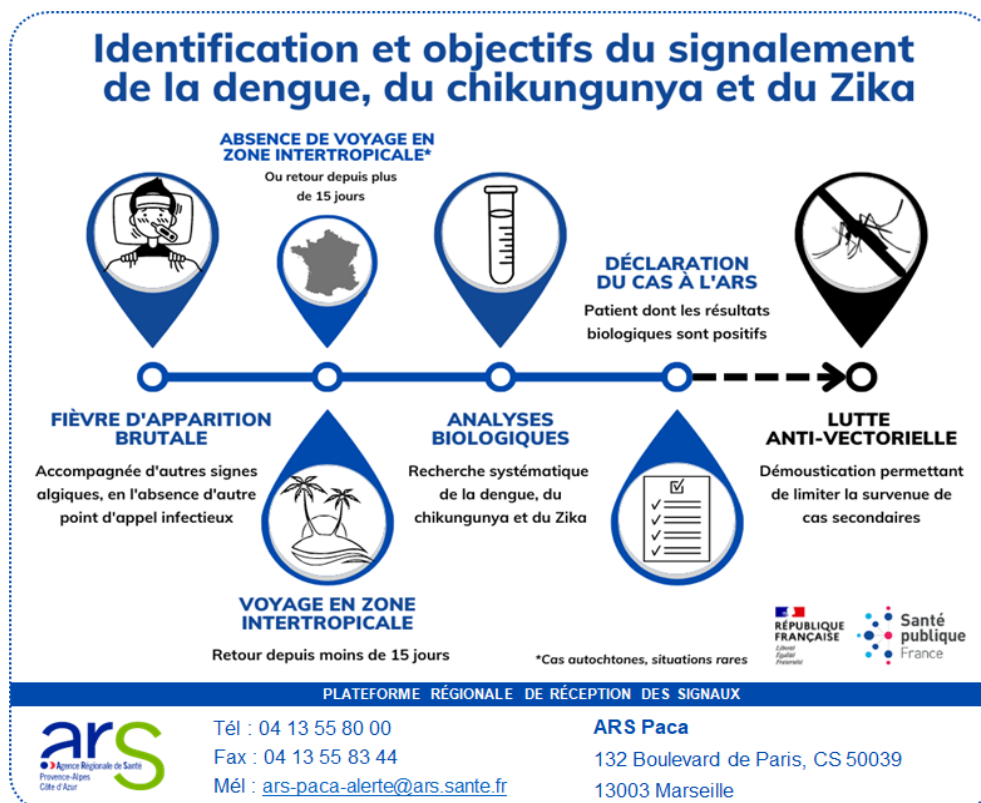 Identification et objectifs du signalement
de la dengue, du chikungunya et du Zika
ABSENCE DE VOYAGE EN
ZONE INTERTROPICALE*
Ou retour depuis plus
de 15 jours
DÉCLARATION
DU CAS À L'ARS
Patient dont les résultats
biologiques sont positifs
FIÈVRE D'APPARITION
BRUTALE
Accompagnée d'autres signes
algiques, en l'absence d'autre
point d'appel infectieux
ANALYSES
BIOLOGIQUES
Recherche systématique
de la dengue, du
chikungunya et du Zika
LUTTE
ANTI-VECTORIELLE
Démoustication permettant
de limiter la survenue de
cas secondaires
VOYAGE EN ZONE
INTERTROPICALE
Retour depuis moins de 15 jours
*Cas autochtones, situations rares
RÉPUBLIQUE
FRANÇAISE
Liberté
Égalité
Fraternité
Santé
publique
France
PLATEFORME RÉGIONALE DE RÉCEPTION DES SIGNAUX
ars
Agence Régionale de Santé
Provence-Alpes
Côte d'Azur
Tél : 04 13 55 80 00
Fax : 04 13 55 83 44
Mél : ars-paca-alerte@ars.sante.fr
ARS Paca
132 Boulevard de Paris, CS 50039
13003 Marseille